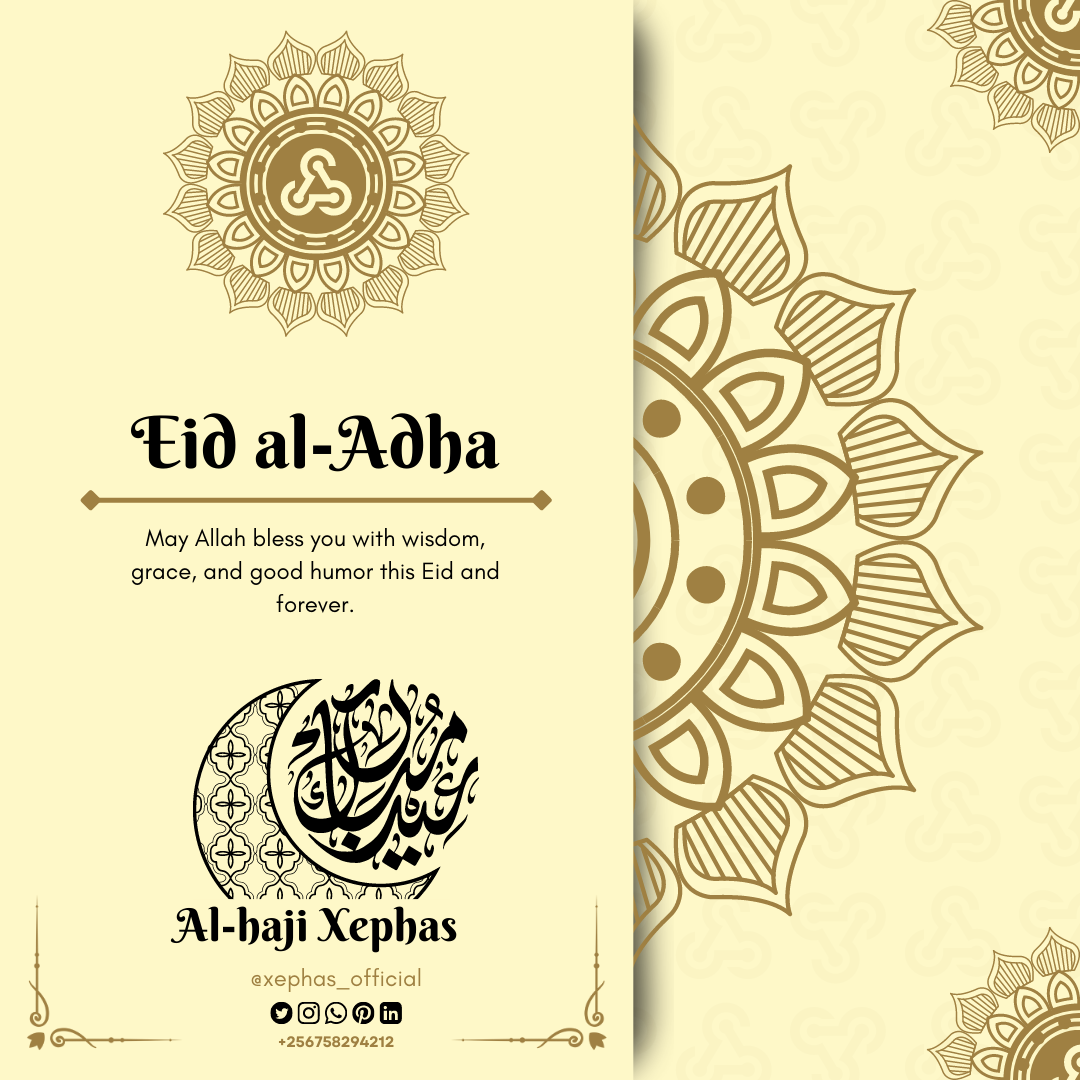 Eid al-Adha
May Allah bless you with wisdom,
grace, and good humor this Eid and
forever.
عيد مبارك
Al-haji Xephas
@xephas_official
+256758294212